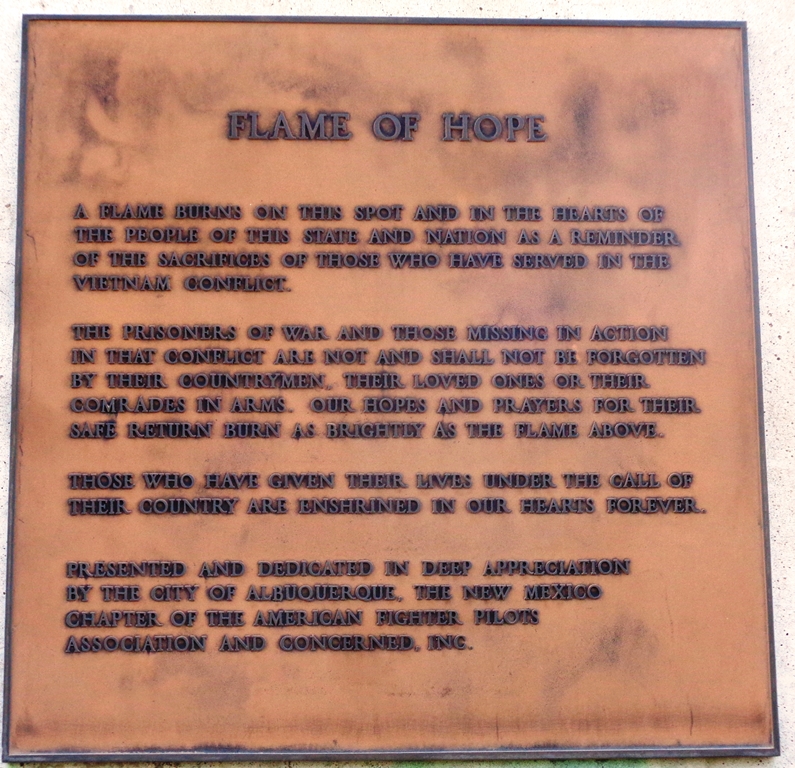 FLAME OF HOPE
A FLAME BURNS ON THIS SPOT AND IN THE HEARTS OF
THE PEOPLE OF THIS STATE AND NATION AS A REMINDER
OF THE SACRIFICES OF THOSE WHO HAVE SERVED IN THE
VIETNAM CONFLICT.
THE PRISONERS OF WAR AND THOSE MISSING IN ACTION
IN THAT CONFLICT ARE NOT AND SHALL NOT BE FORGOTTEN
BY THEIR COUNTRYMEN, THEIR LOVED ONES OR THEIR
COMRADES IN ARMS. OUR HOPES AND PRAYERS FOR THEIR
SAFE RETURN BURN AS BRIGHTLY AS THE FLAME ABOVE.
THOSE WHO HAVE GIVEN THEIR LIVES UNDER THE CALL OF
THEIR COUNTRY ARE ENSHRINED IN OUR HEARTS FOREVER.
PRESENTED AND DEDICATED IN DEEP APPRECIATION
BY THE CITY OF ALBUQUERQUE, THE NEW MEXICO
CHAPTER OF THE AMERICAN FIGHTER PILOTS
ASSOCIATION AND CONCERNED, INC.